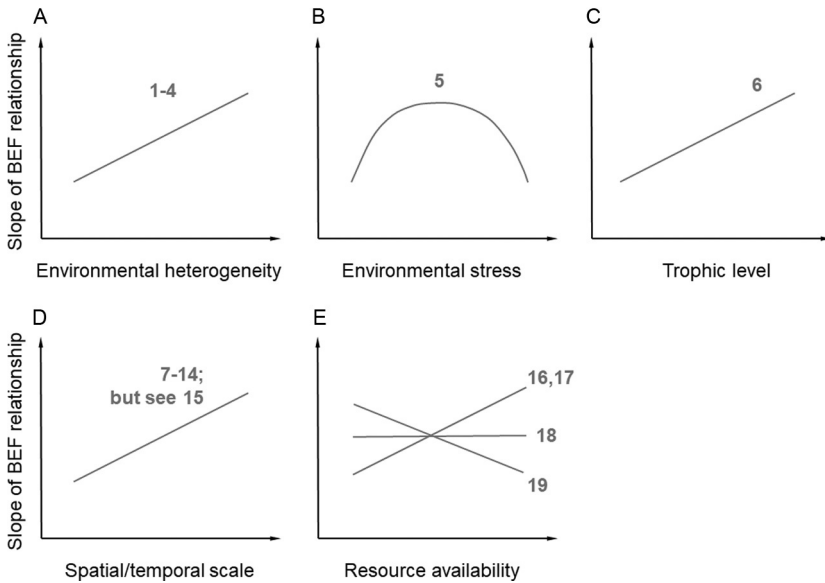 A
B
C
Slope of BEF relationship
1-4
5
6
Environmental heterogeneity
Environmental stress
Trophic level
D
E
Slope of BEF relationship
7-14;
but see 15
16,17
18
19
Spatial/temporal scale
Resource availability